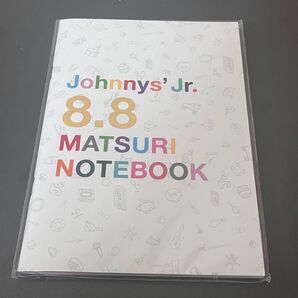 Johnnys' Jr.
8.8
MATSURI
NOTEBOOK